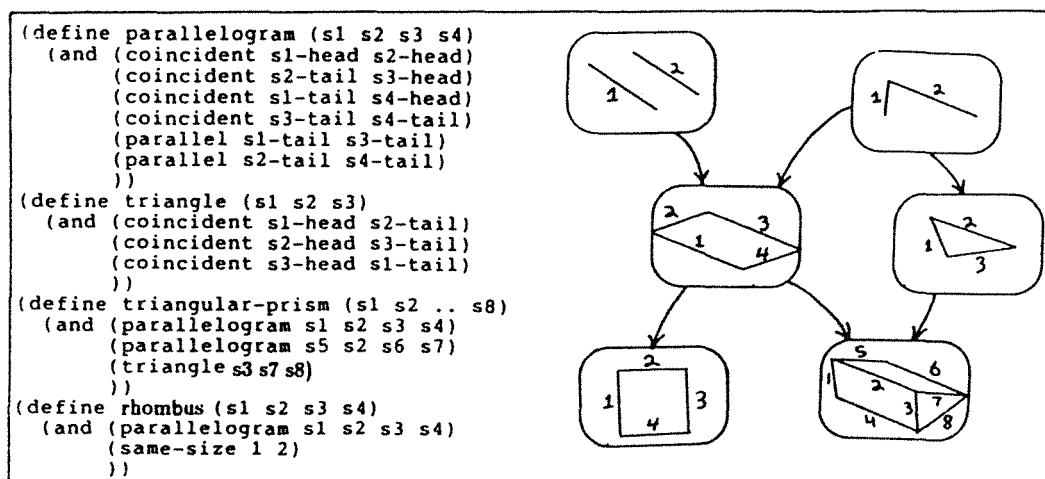 (define parallelogram (s1 s2 s3 s4)
(and (coincident s1-head s2-head)
(coincident s2-tail s3-head)
(coincident s1-tail s4-head)
(coincident s3-tail s4-tail)
(parallel s1-tail s3-tail)
(parallel s2-tail s4-tail)
))
(define triangle (s1 s2 s3)
(and (coincident s1-head s2-tail)
(coincident s2-head s3-tail)
(coincident s3-head s1-tail)
))
(define triangular-prism (s1 s2 .. s8)
(and (parallelogram s1 s2 s3 s4)
(parallelogram s5 s2 s6 s7)
(triangle s3 s7 s8)
))
(define rhombus (s1 s2 s3 s4)
(and (parallelogram s1 s2 s3 s4)
(same-size 1 2)
))
1 2
1 2
2 3
1 4
2
1 3
2
1 3
4
5
6
1 2
3 7
4 8